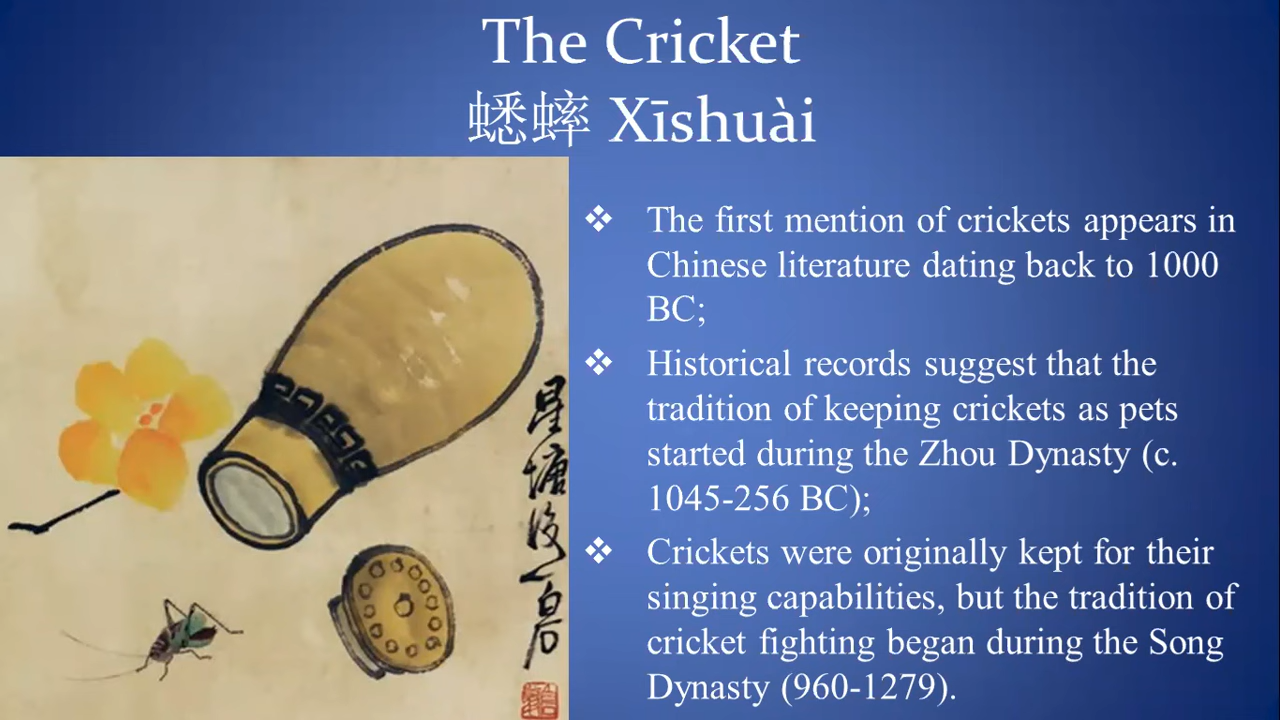 The Cricket
蟋蟀 Xīshuài
❖ The first mention of crickets appears in
Chinese literature dating back to 1000
BC;
❖ Historical records suggest that the
tradition of keeping crickets as pets
started during the Zhou Dynasty (c.
1045-256 BC);
❖ Crickets were originally kept for their
singing capabilities, but the tradition of
cricket fighting began during the Song
Dynasty (960-1279).
星塘後